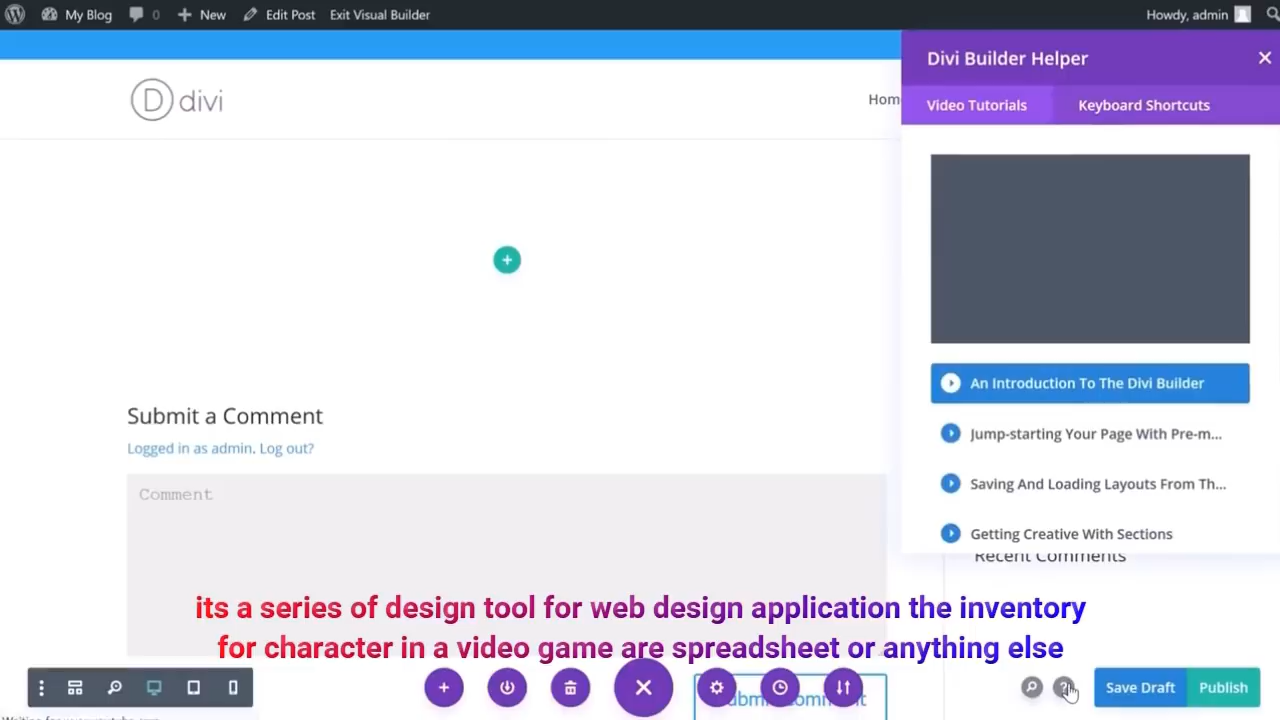 My Blog 0 New Edit Post Exit Visual Builder Howdy, admin
Divi Builder Helper
D divi
Video Tutorials Keyboard Shortcuts
An Introduction To The Divi Builder
Jump-starting Your Page With Pre-m...
Submit a Comment
Logged in as admin. Log out?
Saving And Loading Layouts From Th...
Comment
Getting Creative With Sections
Recent Comments
its a series of design tool for web design application the inventory
for character in a video game are spreadsheet or anything else
Save Draft Publish